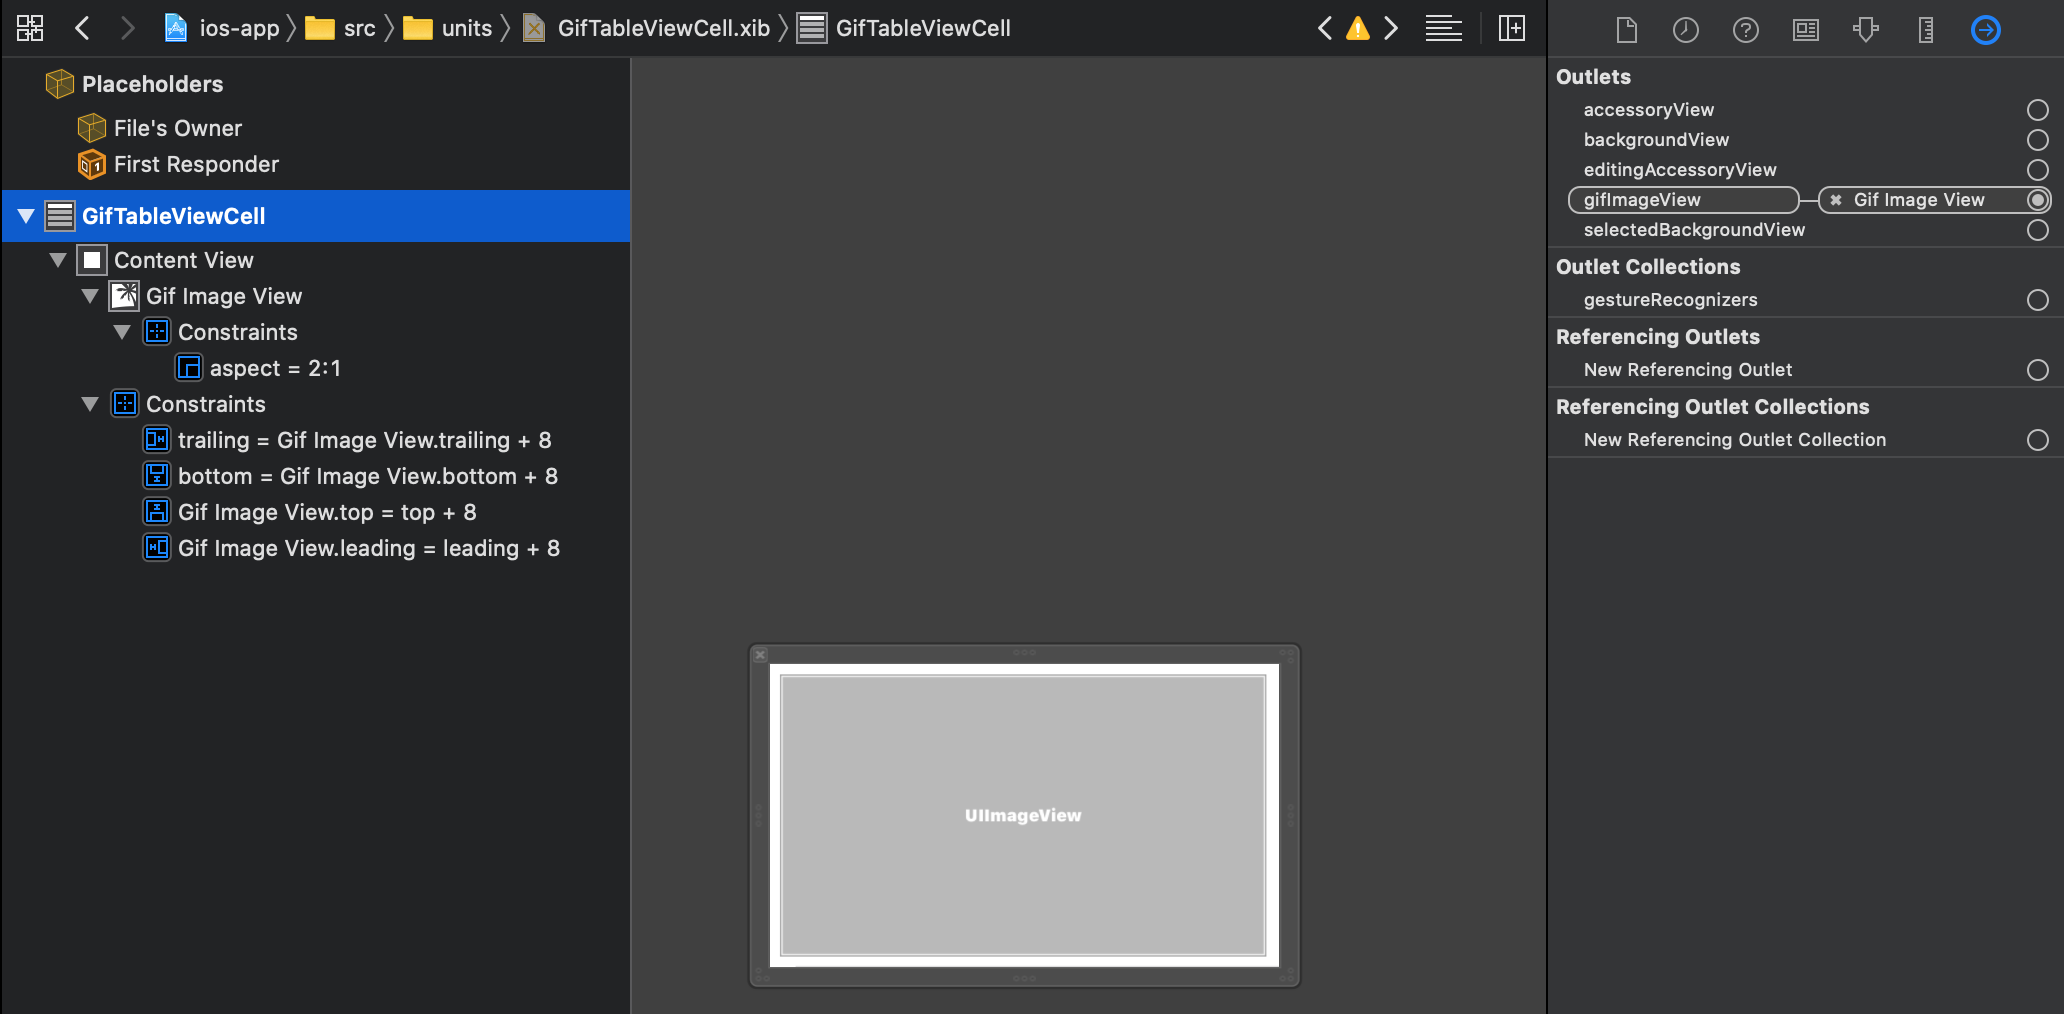 ios-app
src
units
GifTableViewCell.xib
GifTableViewCell
Placeholders
File's Owner
First Responder
GifTableViewCell
Content View
Gif Image View
Constraints
aspect = 2:1
Constraints
trailing = Gif Image View.trailing + 8
bottom = Gif Image View.bottom + 8
Gif Image View.top = top + 8
Gif Image View.leading = leading + 8
UIImageView
Outlets
accessoryView
backgroundView
editingAccessoryView
gifImageView
Gif Image View
selectedBackgroundView
Outlet Collections
gestureRecognizers
Referencing Outlets
New Referencing Outlet
Referencing Outlet Collections
New Referencing Outlet Collection